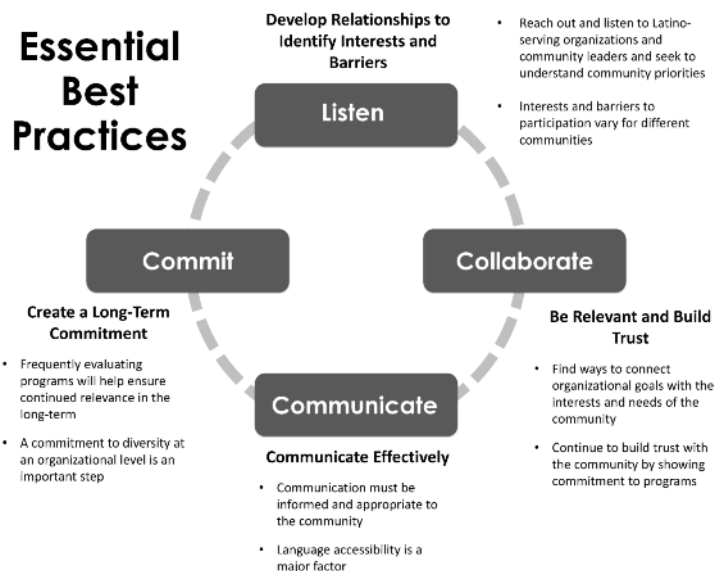 Essential
Best
Practices
Develop Relationships to
Identify Interests and
Barriers
Listen
• Reach out and listen to Latino-
serving organizations and
community leaders and seek to
understand community priorities
• Interests and barriers to
participation vary for different
communities
Collaborate
Be Relevant and Build
Trust
• Find ways to connect
organizational goals with the
interests and needs of the
community
• Continue to build trust with
the community by showing
commitment to programs
Communicate
Communicate Effectively
• Communication must be
informed and appropriate to
the community
• Language accessibility is a
major factor
Commit
Create a Long-Term
Commitment
• Frequently evaluating
programs will help ensure
continued relevance in the
long-term
• A commitment to diversity at
an organizational level is an
important step